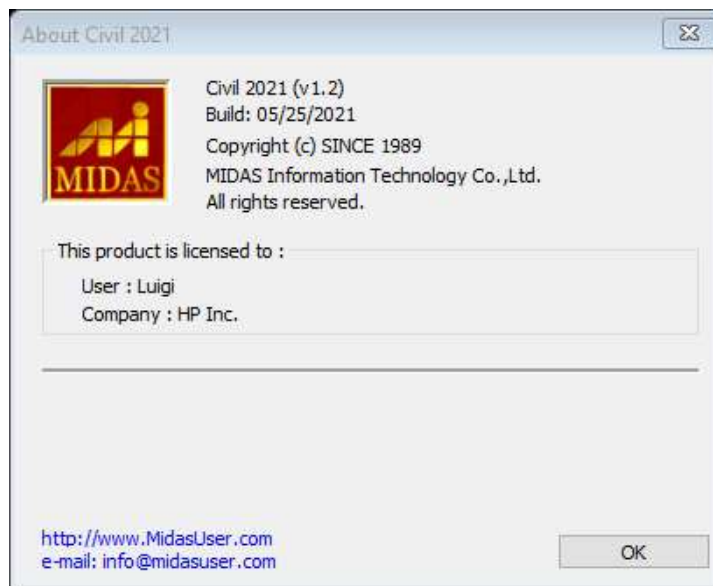 About Civil 2021
MIDAS
Civil 2021 (v1.2)
Build: 05/25/2021
Copyright (c) SINCE 1989
MIDAS Information Technology Co.,Ltd.
All rights reserved.
This product is licensed to :
User : Luigi
Company : HP Inc.
http://www.MidasUser.com
e-mail: info@midasuser.com
OK